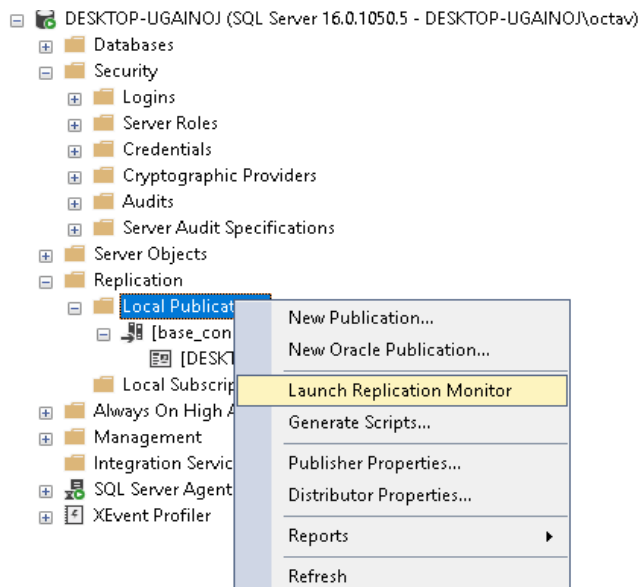 DESKTOP-UGAINOJ (SQL Server 16.0.1050.5 - DESKTOP-UGAINOJ\octav)
Databases
Security
Logins
Server Roles
Credentials
Cryptographic Providers
Audits
Server Audit Specifications
Server Objects
Replication
Local Publicat
[base_con
[DESKT
Local Subscrip
Always On High A
Management
Integration Servic
SQL Server Agent
XEvent Profiler
New Publication...
New Oracle Publication...
Launch Replication Monitor
Generate Scripts...
Publisher Properties...
Distributor Properties...
Reports
Refresh